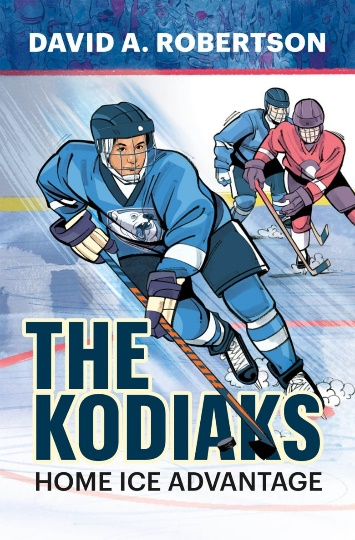 DAVID A. ROBERTSON
THE
KODIAKS
HOME ICE ADVANTAGE